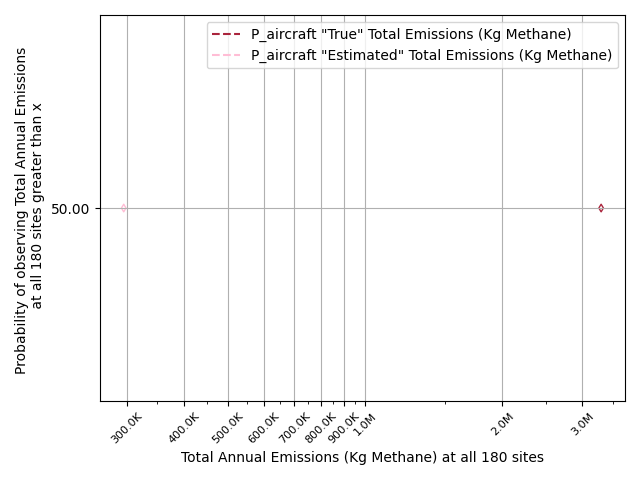 P_aircraft "True" Total Emissions (Kg Methane)
P_aircraft "Estimated" Total Emissions (Kg Methane)
Probability of observing Total Annual Emissions
at all 180 sites greater than x
50.00
300.0K
400.0K
500.0K
600.0K
700.0K
800.0K
900.0K
1.0M
2.0M
3.0M
Total Annual Emissions (Kg Methane) at all 180 sites